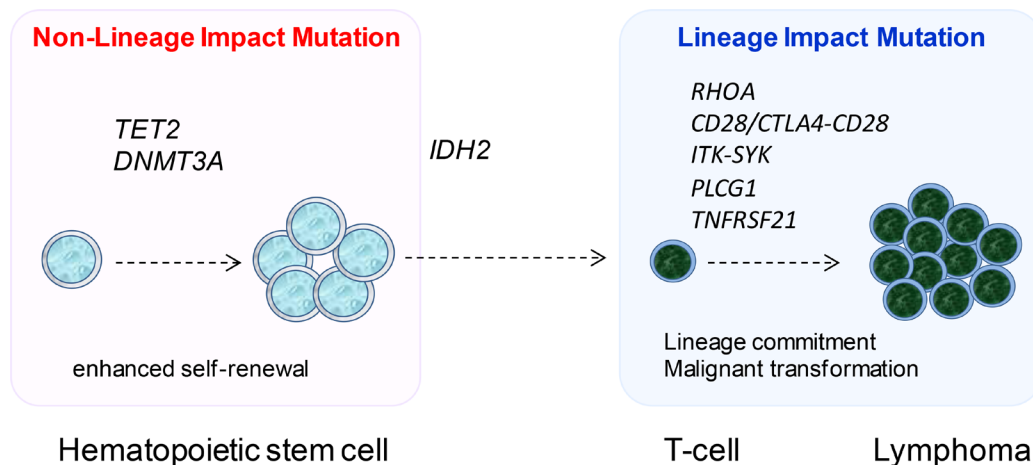 Non-Lineage Impact Mutation
TET2
DNMT3A
enhanced self-renewal
Hematopoietic stem cell
IDH2
Lineage Impact Mutation
RHOA
CD28/CTLA4-CD28
ITK-SYK
PLCG1
TNFRSF21
Lineage commitment
Malignant transformation
T-cell
Lymphoma